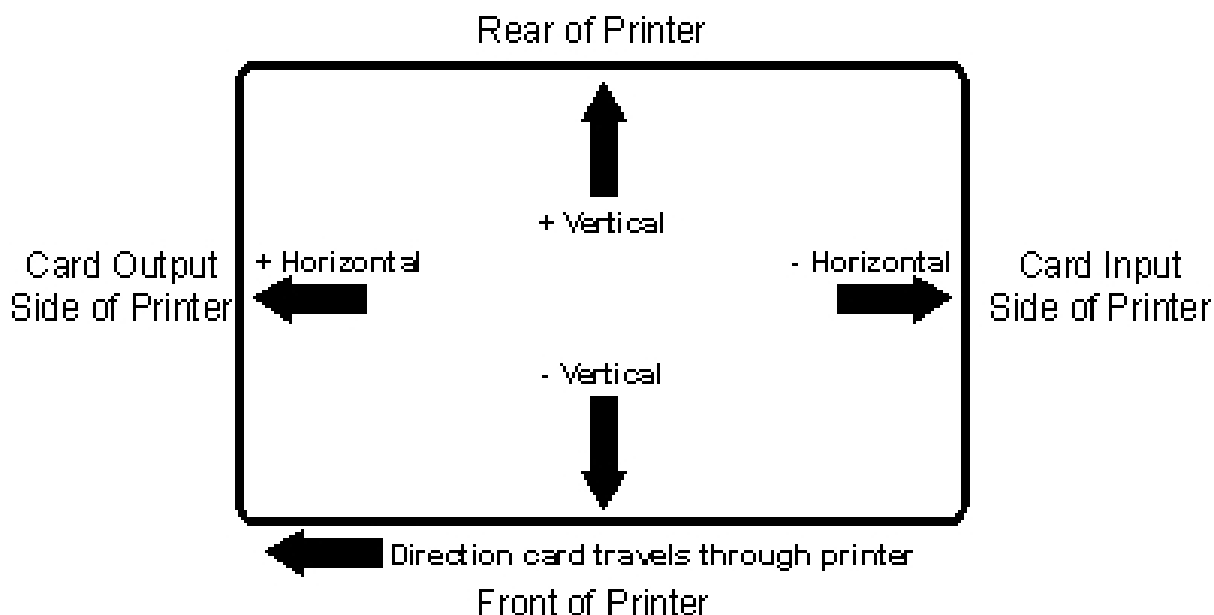 Rear of Printer
+ Vertical
Card Output
Side of Printer
+ Horizontal
- Horizontal
Card Input
Side of Printer
- Vertical
Direction card travels through printer
Front of Printer